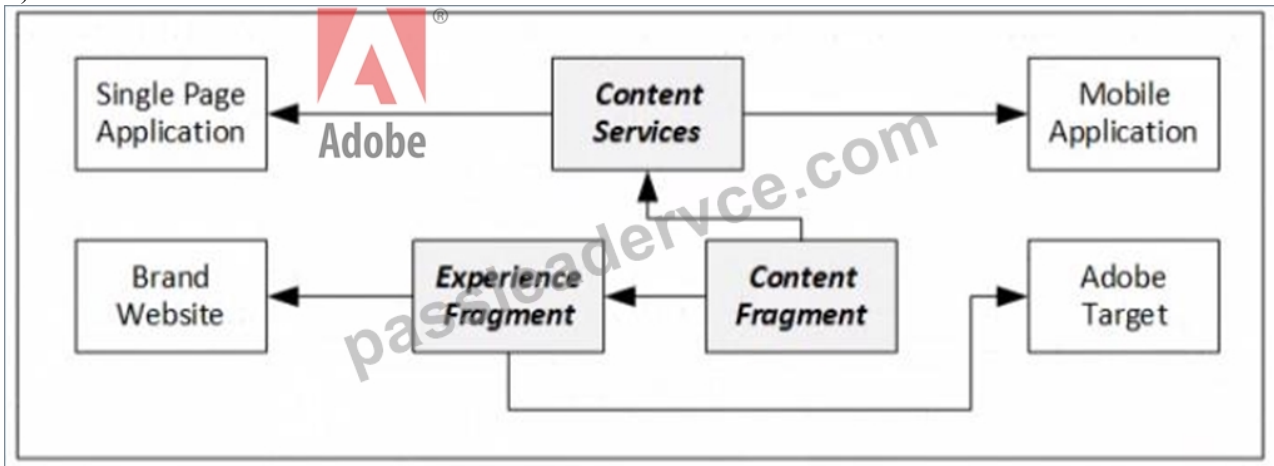 ®
Adobe
Single Page
Application
Content
Services
Mobile
Application
Brand
Website
Experience
Fragment
Content
Fragment
Adobe
Target
passleadervce.com